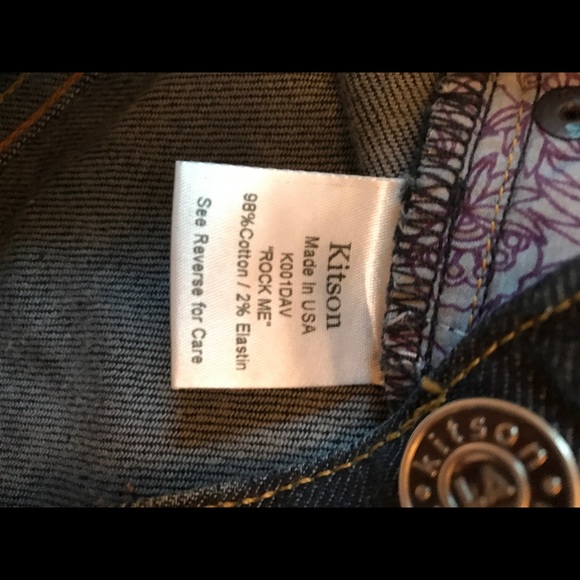 Kitson
Made In USA
K001DAV
"ROCK ME"
98%Cotton / 2% Elastin
See Reverse for Care
kitson
LA